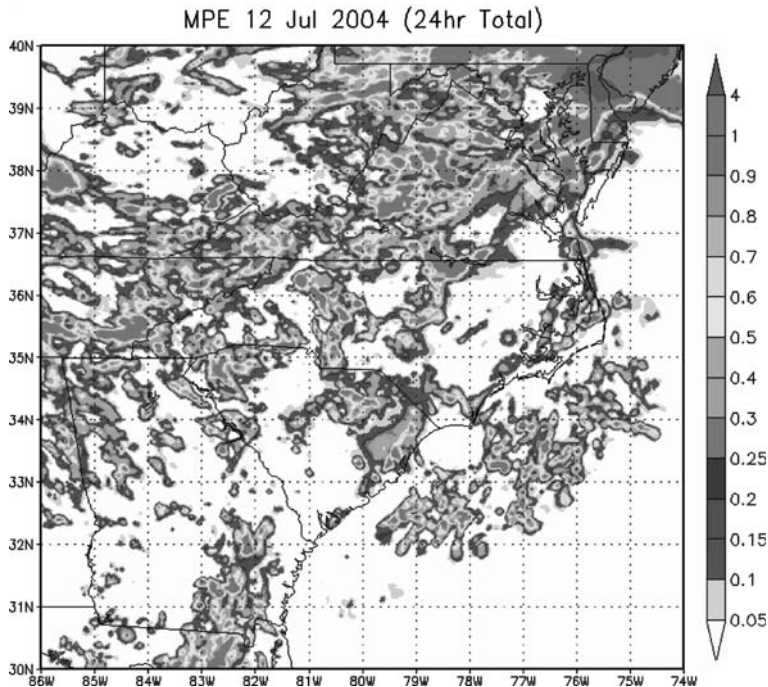 MPE 12 Jul 2004 (24hr Total)
40N
39N
38N
37N
36N
35N
34N
33N
32N
31N
30N
86W 85W 84W 83W 82W 81W 80W 79W 78W 77W 76W 75W 74W
4
1
0.9
0.8
0.7
0.6
0.5
0.4
0.3
0.25
0.2
0.15
0.1
0.05